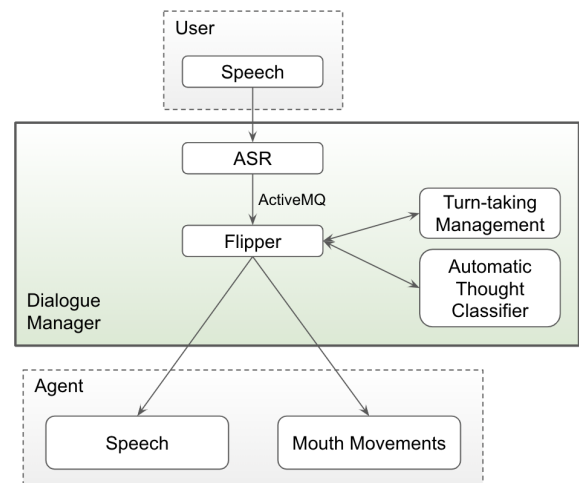 User
Speech
ASR
ActiveMQ
Flipper
Turn-taking
Management
Automatic
Thought
Classifier
Dialogue
Manager
Agent
Speech
Mouth Movements